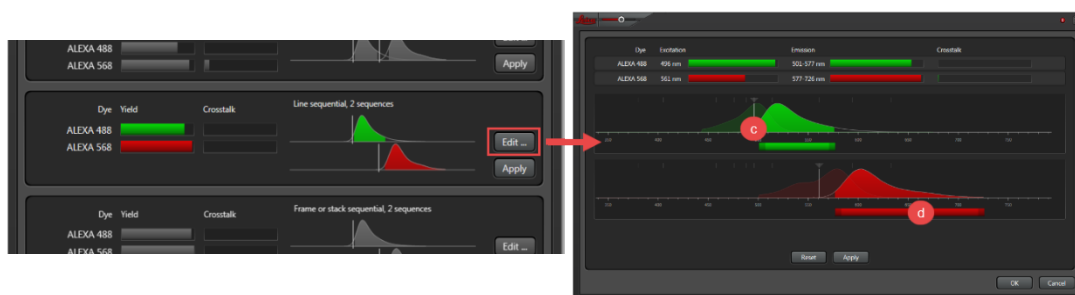 ALEXA 488
ALEXA 568
Apply
Dye Yield Crosstalk Line sequential, 2 sequences
ALEXA 488
ALEXA 568
Edit ...
Apply
Dye Yield Crosstalk Frame or stack sequential, 2 sequences
ALEXA 488
ALEXA 568
Edit ...
Dye Excitation Emission Crosstalk
ALEXA 488 496 nm 501-577 nm
ALEXA 568 561 nm 577-726 nm
c
d
Reset Apply
OK Cancel